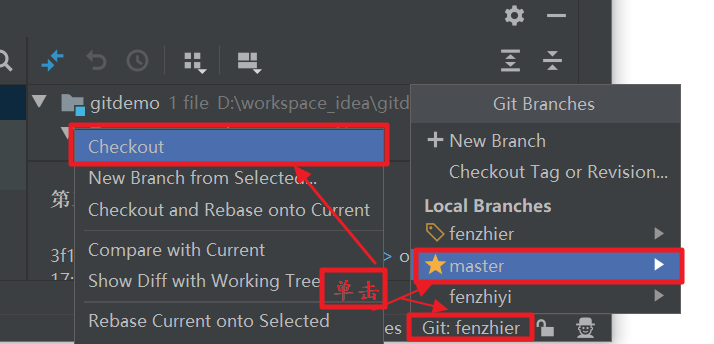 gitdemo 1 file D:\workspace_idea\gitd
Git Branches
New Branch
Checkout Tag or Revision...
Local Branches
fenzhier
master
fenzhiyi
Checkout
New Branch from Selected...
Checkout and Rebase onto Current
Compare with Current
Show Diff with Working Tree
Rebase Current onto Selected
单击
第
3f1
> o
17:
es
Git: fenzhier